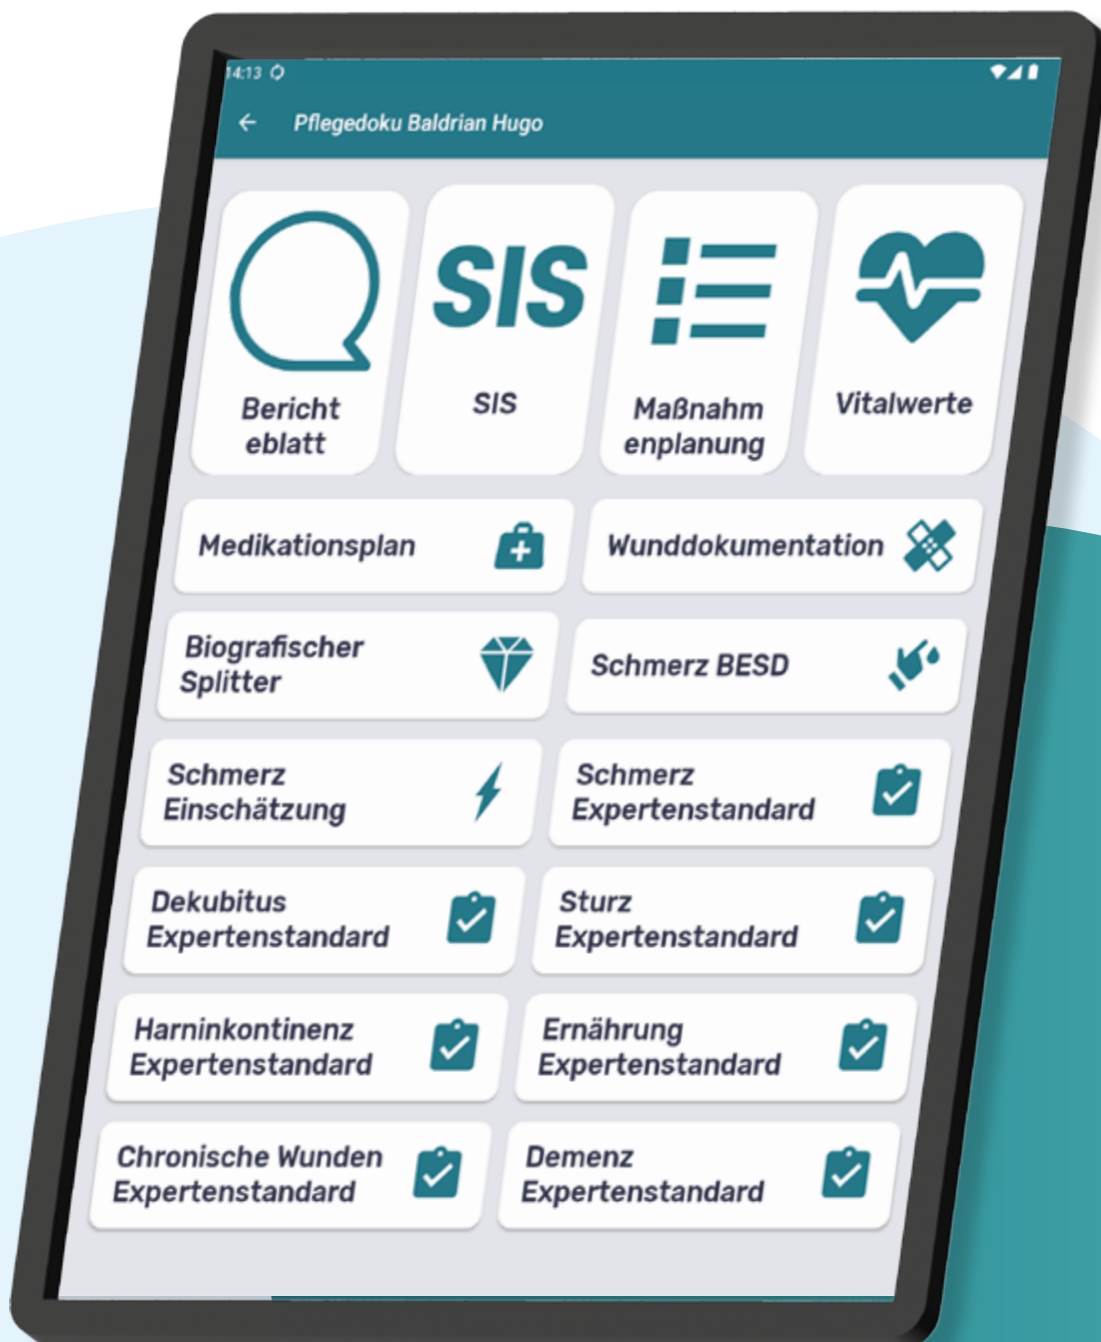 14:13
Pflegedoku Baldrian Hugo
SIS
Bericht
eblatt
SIS
Maßnahm
enplanung
Vitalwerte
Medikationsplan
Wunddokumentation
Biografischer
Splitter
Schmerz BESD
Schmerz
Einschätzung
Schmerz
Expertenstandard
Dekubitus
Expertenstandard
Sturz
Expertenstandard
Harninkontinenz
Expertenstandard
Ernährung
Expertenstandard
Chronische Wunden
Expertenstandard
Demenz
Expertenstandard